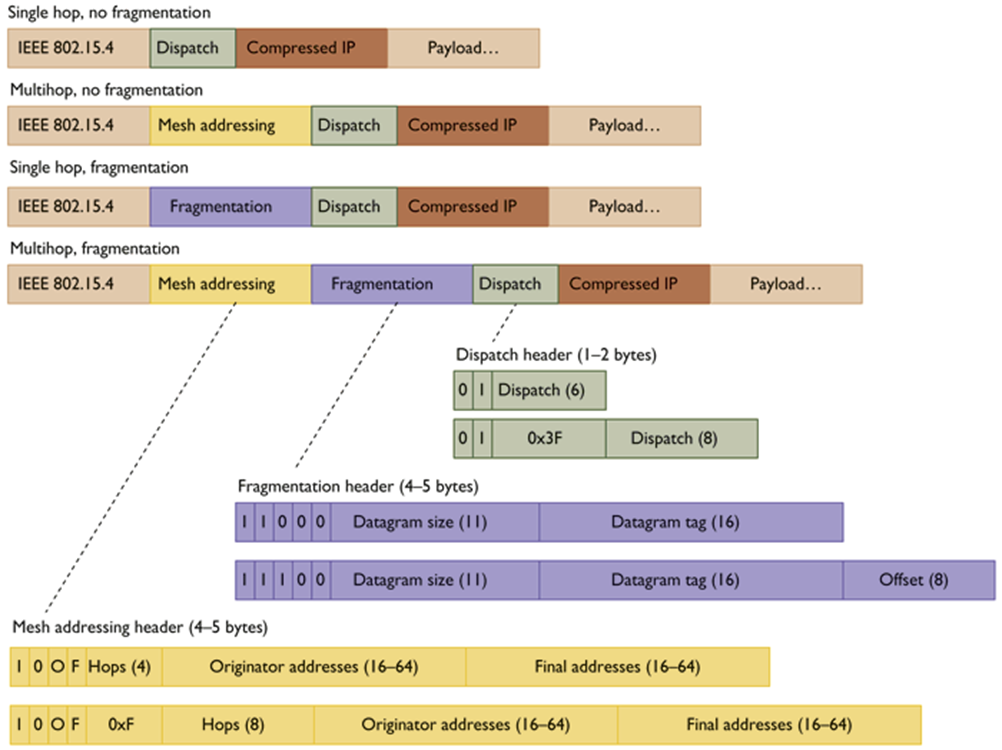 Single hop, no fragmentation
IEEE 802.15.4 Dispatch Compressed IP Payload…
Multihop, no fragmentation
IEEE 802.15.4 Mesh addressing Dispatch Compressed IP Payload…
Single hop, fragmentation
IEEE 802.15.4 Fragmentation Dispatch Compressed IP Payload…
Multihop, fragmentation
IEEE 802.15.4 Mesh addressing Fragmentation Dispatch Compressed IP Payload…
Dispatch header (1–2 bytes)
0 1 Dispatch (6)
0 1 0x3F Dispatch (8)
Fragmentation header (4–5 bytes)
1 1 0 0 0 Datagram size (11) Datagram tag (16)
1 1 1 0 0 Datagram size (11) Datagram tag (16) Offset (8)
Mesh addressing header (4–5 bytes)
1 0 O F Hops (4) Originator addresses (16–64) Final addresses (16–64)
1 0 O F 0xF Hops (8) Originator addresses (16–64) Final addresses (16–64)